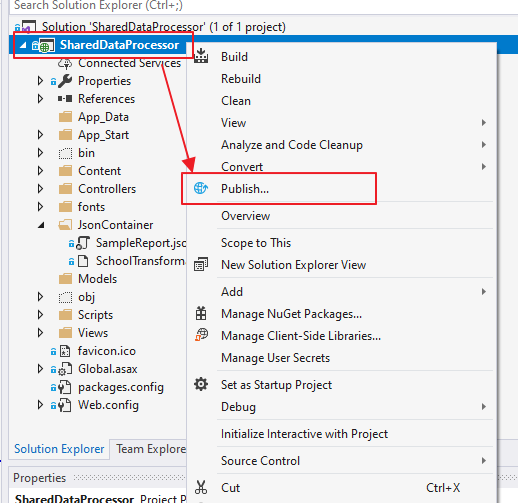 Search Solution Explorer (Ctrl+;)
Solution 'SharedDataProcessor' (1 of 1 project)
SharedDataProcessor
Connected Services
Properties
References
App_Data
App_Start
bin
Content
Controllers
fonts
JsonContainer
SampleReport.jso
SchoolTransforma
Models
obj
Scripts
Views
favicon.ico
Global.asax
packages.config
Web.config
Build
Rebuild
Clean
View
Analyze and Code Cleanup
Convert
Publish...
Overview
Scope to This
New Solution Explorer View
Add
Manage NuGet Packages...
Manage Client-Side Libraries...
Manage User Secrets
Set as Startup Project
Debug
Initialize Interactive with Project
Source Control
Cut Ctrl+X
Solution Explorer Team Explorer
Properties
SharedDataProcessor Project P